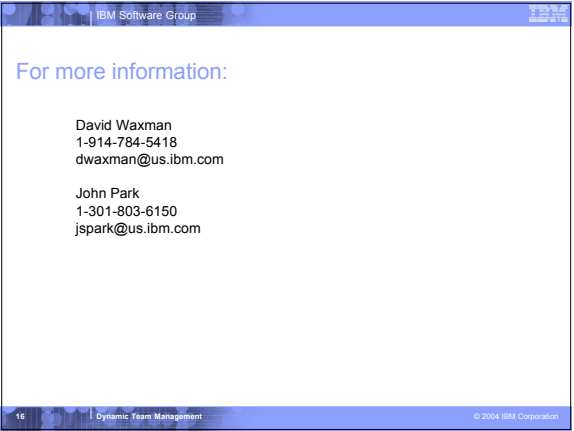 IBM Software Group
IBM
For more information:
David Waxman
1-914-784-5418
dwaxman@us.ibm.com
John Park
1-301-803-6150
jspark@us.ibm.com
16
Dynamic Team Management
© 2004 IBM Corporation